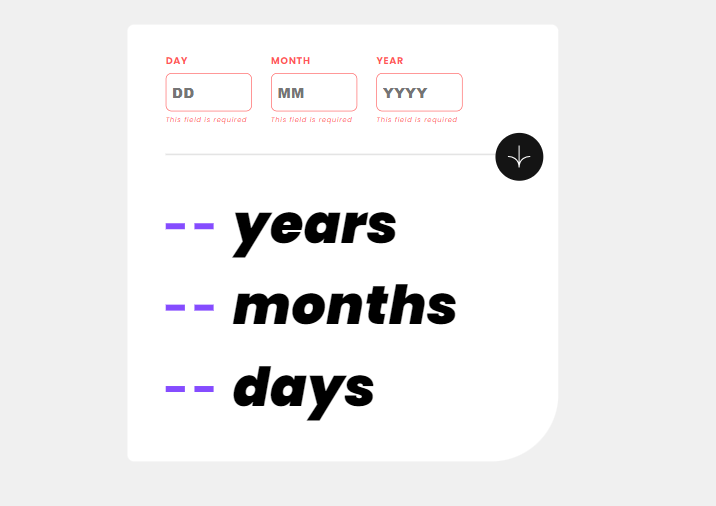 DAY MONTH YEAR
DD MM YYYY
This field is required This field is required This field is required
-- years
-- months
-- days